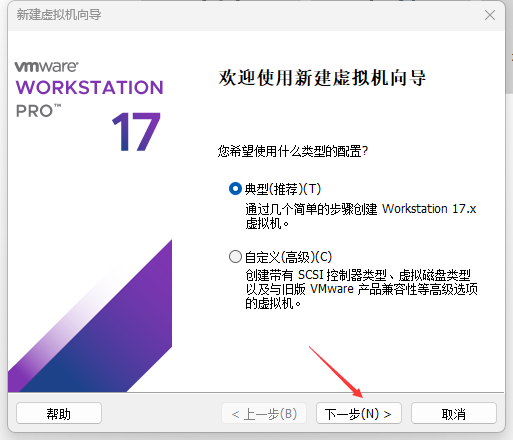 新建虚拟机向导
vmware
WORKSTATION
PRO™
17
欢迎使用新建虚拟机向导
您希望使用什么类型的配置?
典型(推荐)(T)
通过几个简单的步骤创建 Workstation 17.x
虚拟机。
自定义(高级)(C)
创建带有 SCSI 控制器类型、虚拟磁盘类型
以及与旧版 VMware 产品兼容性等高级选项
的虚拟机。
帮助
< 上一步(B)
下一步(N) >
取消